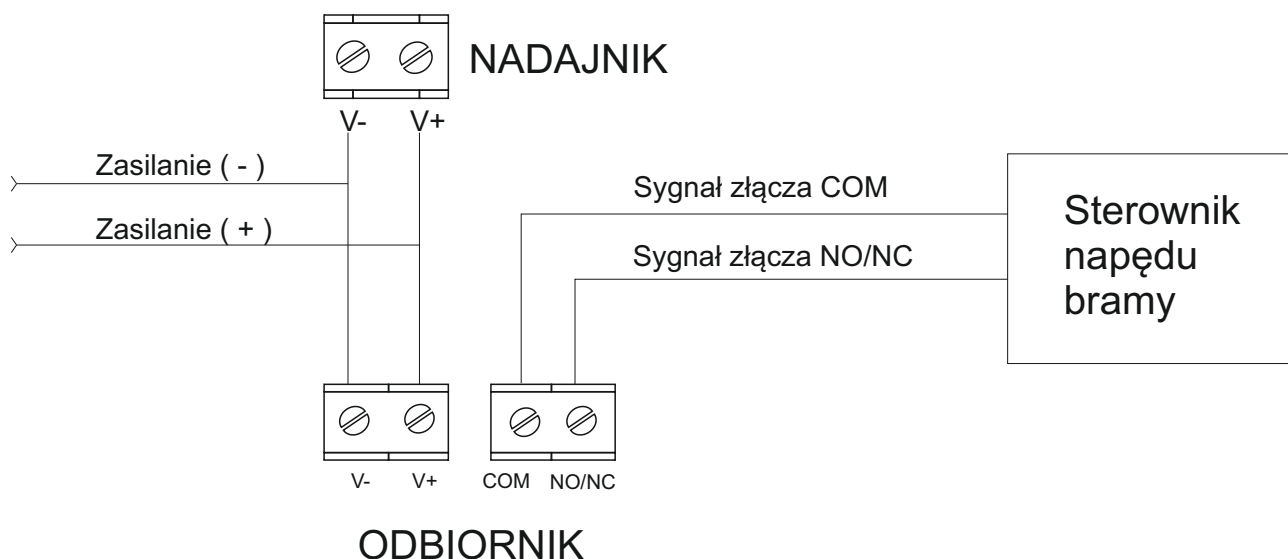 NADAJNIK
V- V+
Zasilanie ( - )
Zasilanie ( + )
Sygnał złącza COM
Sygnał złącza NO/NC
Sterownik
napędu
bramy
V- V+ COM NO/NC
ODBIORNIK